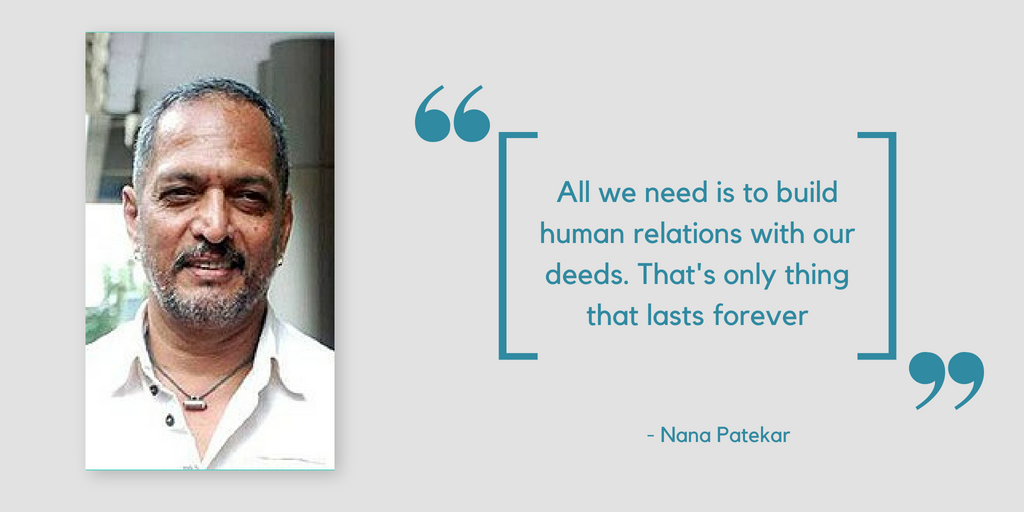 All we need is to build
human relations with our
deeds. That's only thing
that lasts forever
- Nana Patekar